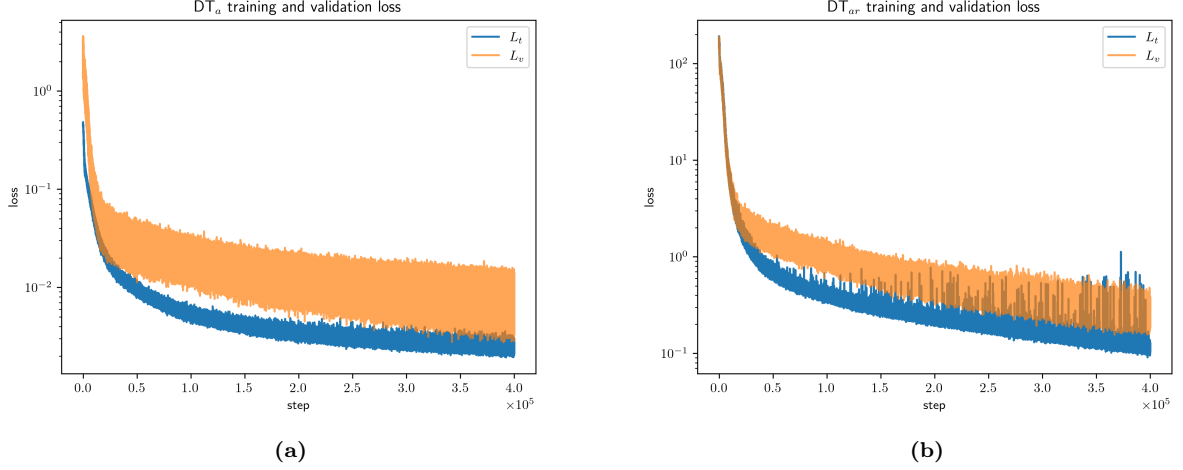 DT_a training and validation loss
L_t
L_v
10^0
10^{-1}
10^{-2}
loss
0.0 0.5 1.0 1.5 2.0 2.5 3.0 3.5 4.0
step
×10^5
(a)
DT_{ar} training and validation loss
L_t
L_v
10^2
10^1
10^0
10^{-1}
loss
0.0 0.5 1.0 1.5 2.0 2.5 3.0 3.5 4.0
step
×10^5
(b)